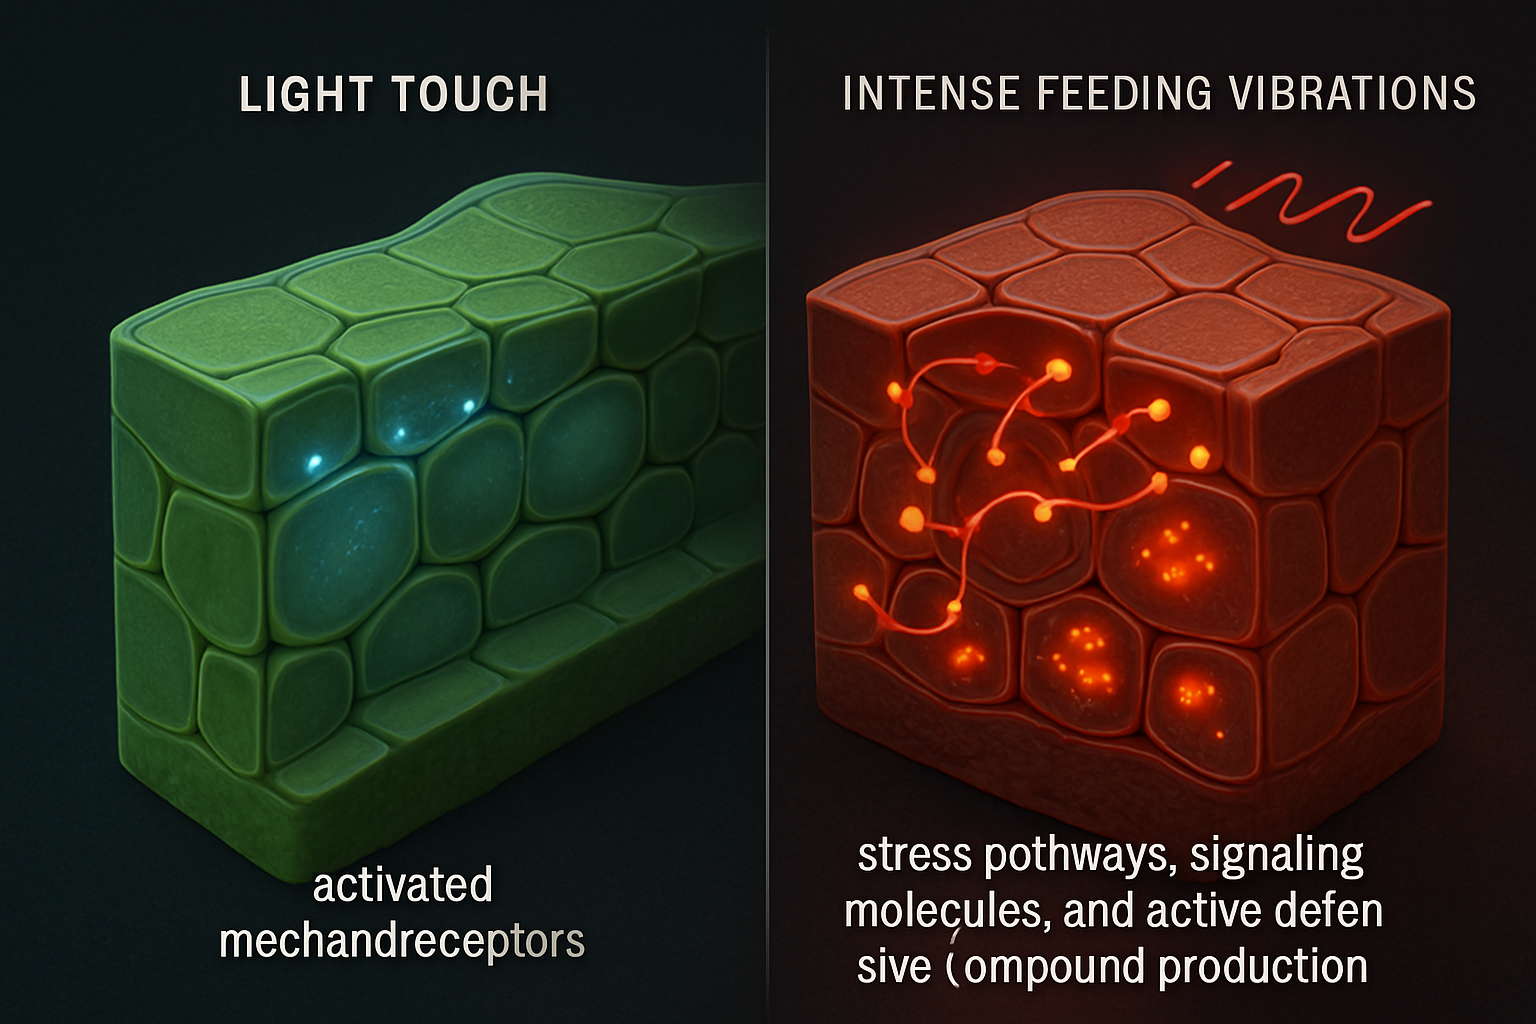 LIGHT TOUCH
activated
mechandreceptors
INTENSE FEEDING VIBRATIONS
stress pothways, signaling
molecules, and active defen
sive (ompound production